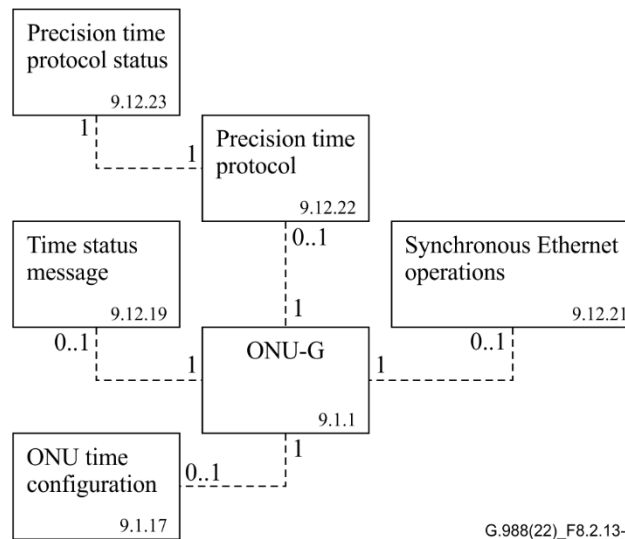 Precision time
protocol status
9.12.23
1
1
Precision time
protocol
9.12.22
0..1
Time status
message
9.12.19
0..1
Synchronous Ethernet
operations
9.12.21
0..1
1
1
ONU-G
1
9.1.1
1
ONU time
configuration
0..1
9.1.17
G.988(22)_F8.2.13-